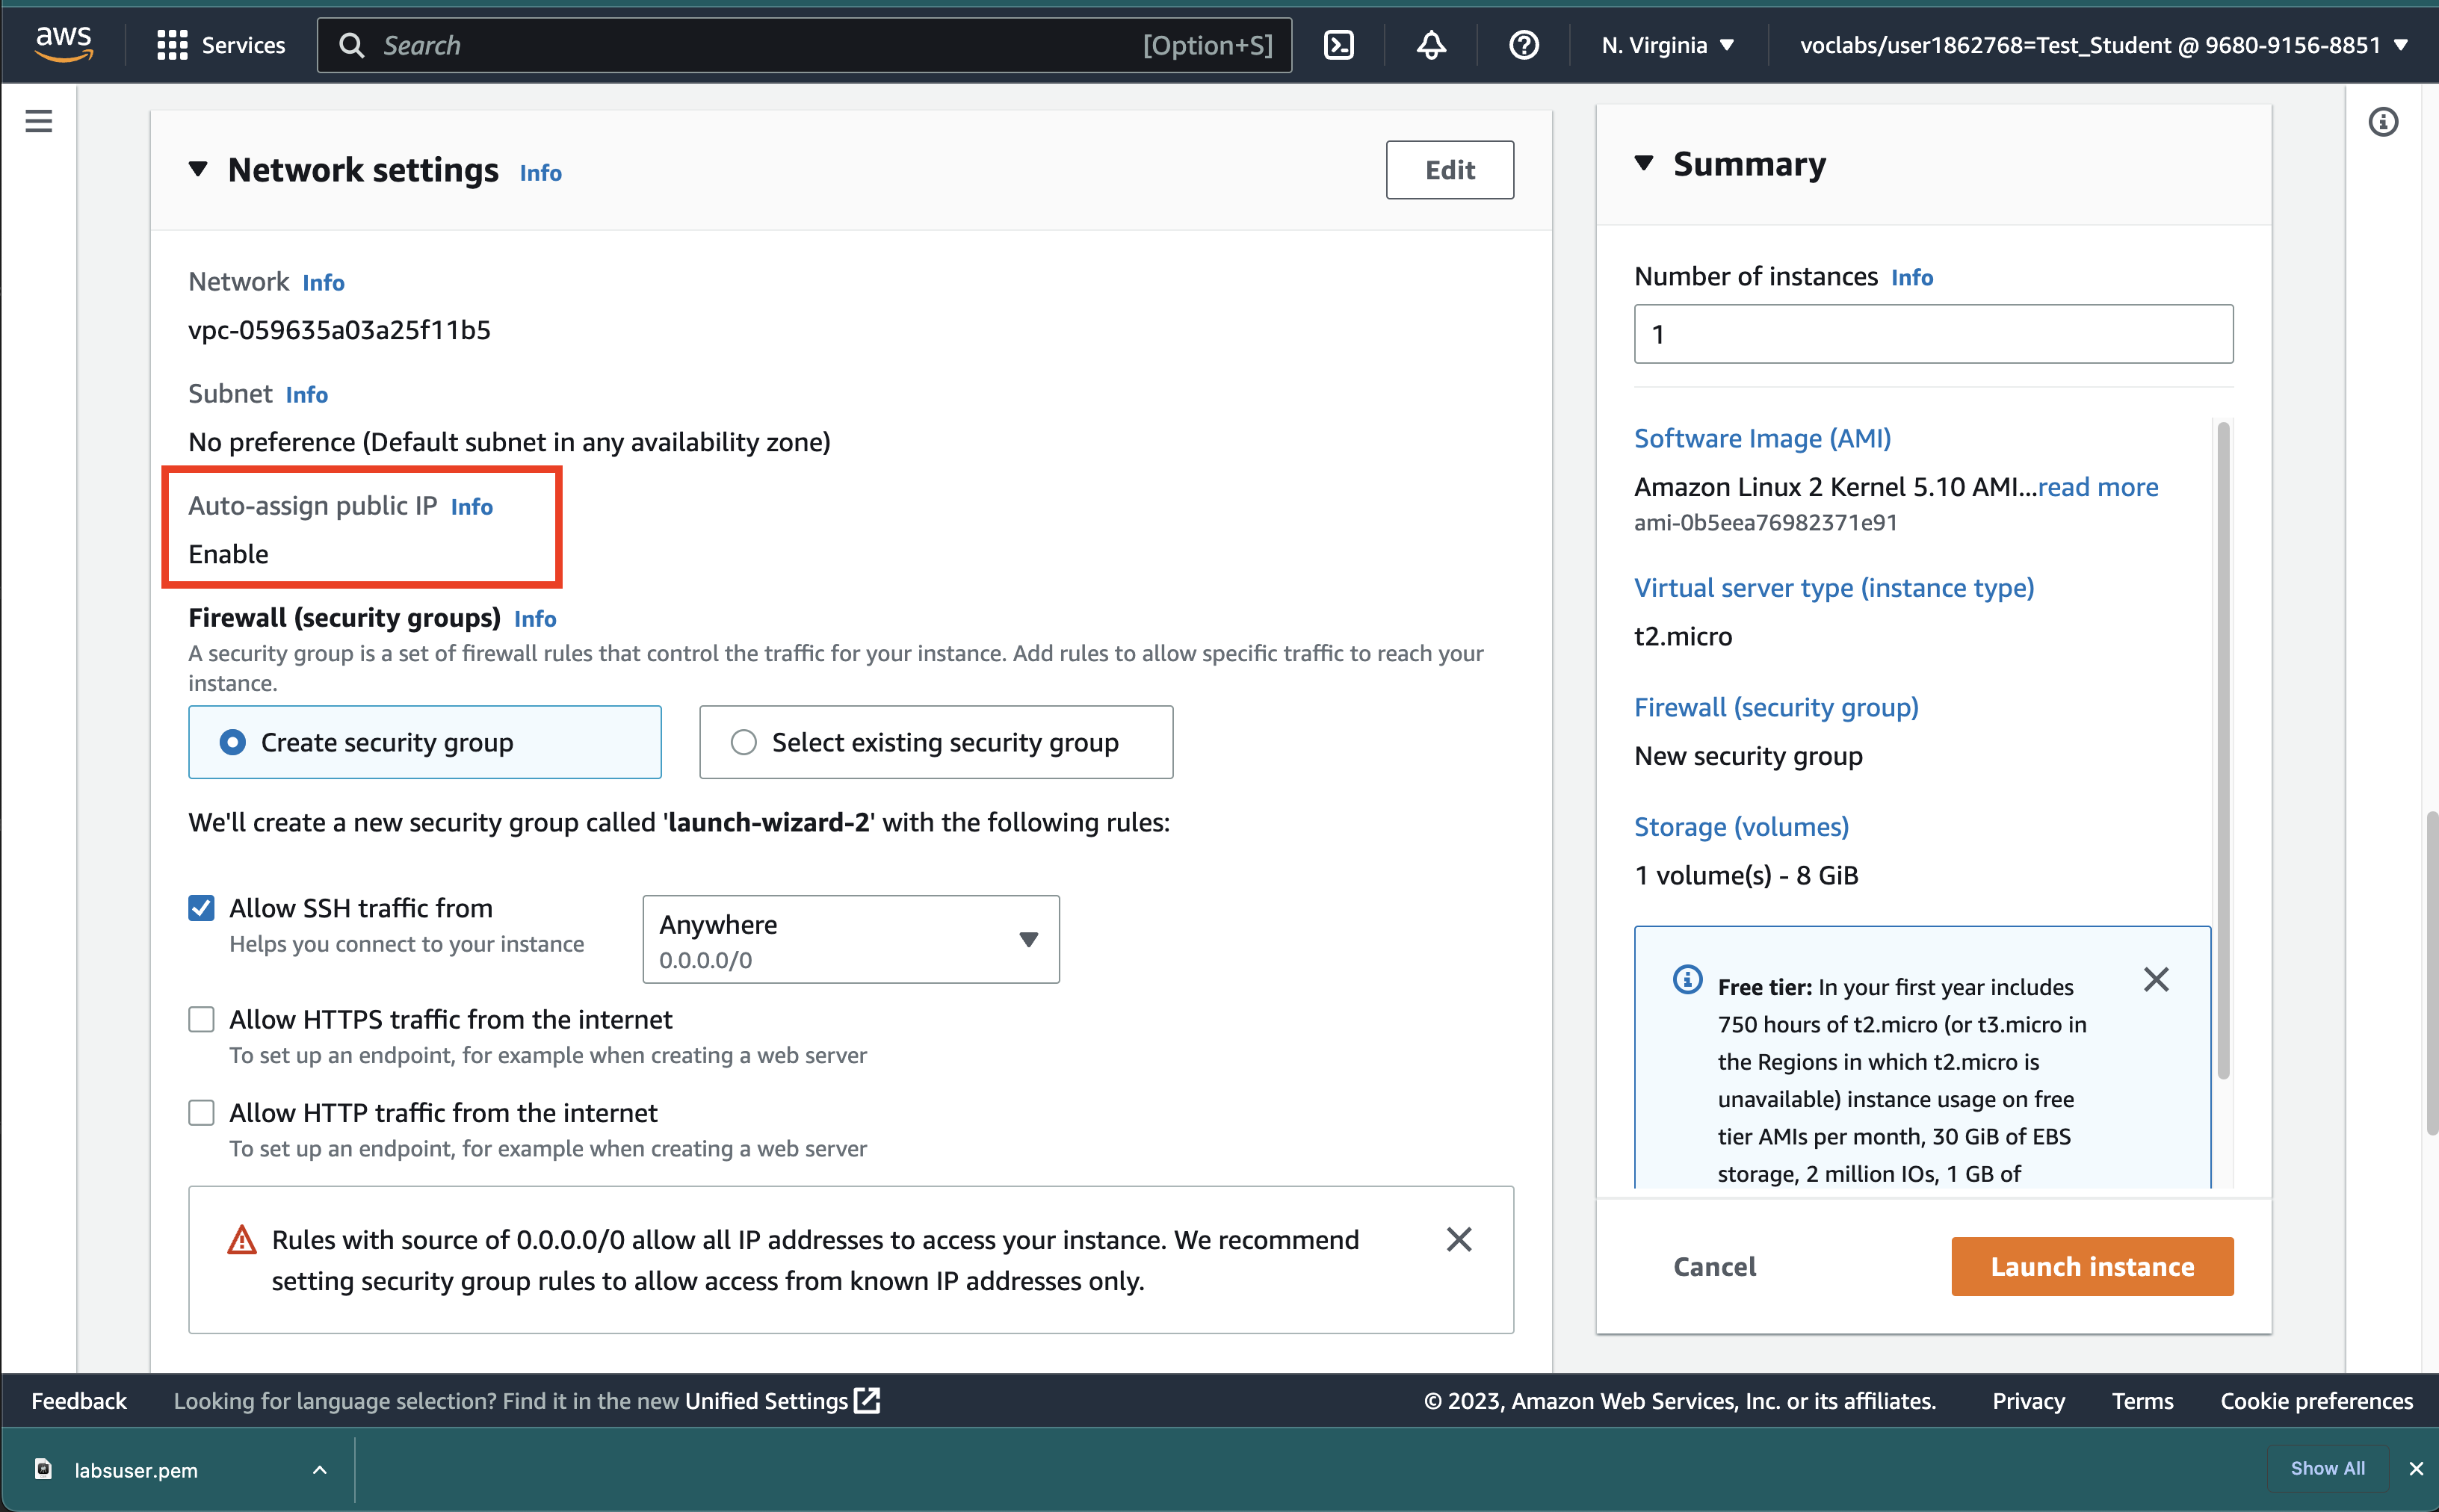 aws
Services
Search
[Option+S]
N. Virginia
voclabs/user1862768=Test_Student @ 9680-9156-8851
Network settings Info
Edit
Network Info
vpc-059635a03a25f11b5
Subnet Info
No preference (Default subnet in any availability zone)
Auto-assign public IP Info
Enable
Firewall (security groups) Info
A security group is a set of firewall rules that control the traffic for your instance. Add rules to allow specific traffic to reach your
instance.
Create security group
Select existing security group
We'll create a new security group called 'launch-wizard-2' with the following rules:
Allow SSH traffic from
Helps you connect to your instance
Anywhere
0.0.0.0/0
Allow HTTPS traffic from the internet
To set up an endpoint, for example when creating a web server
Allow HTTP traffic from the internet
To set up an endpoint, for example when creating a web server
Rules with source of 0.0.0.0/0 allow all IP addresses to access your instance. We recommend
setting security group rules to allow access from known IP addresses only.
Summary
Number of instances Info
1
Software Image (AMI)
Amazon Linux 2 Kernel 5.10 AMI...read more
ami-0b5eea76982371e91
Virtual server type (instance type)
t2.micro
Firewall (security group)
New security group
Storage (volumes)
1 volume(s) - 8 GiB
Free tier: In your first year includes
750 hours of t2.micro (or t3.micro in
the Regions in which t2.micro is
unavailable) instance usage on free
tier AMIs per month, 30 GiB of EBS
storage, 2 million IOs, 1 GB of
Cancel
Launch instance
Feedback
Looking for language selection? Find it in the new Unified Settings
© 2023, Amazon Web Services, Inc. or its affiliates.
Privacy
Terms
Cookie preferences
labsuser.pem
Show All